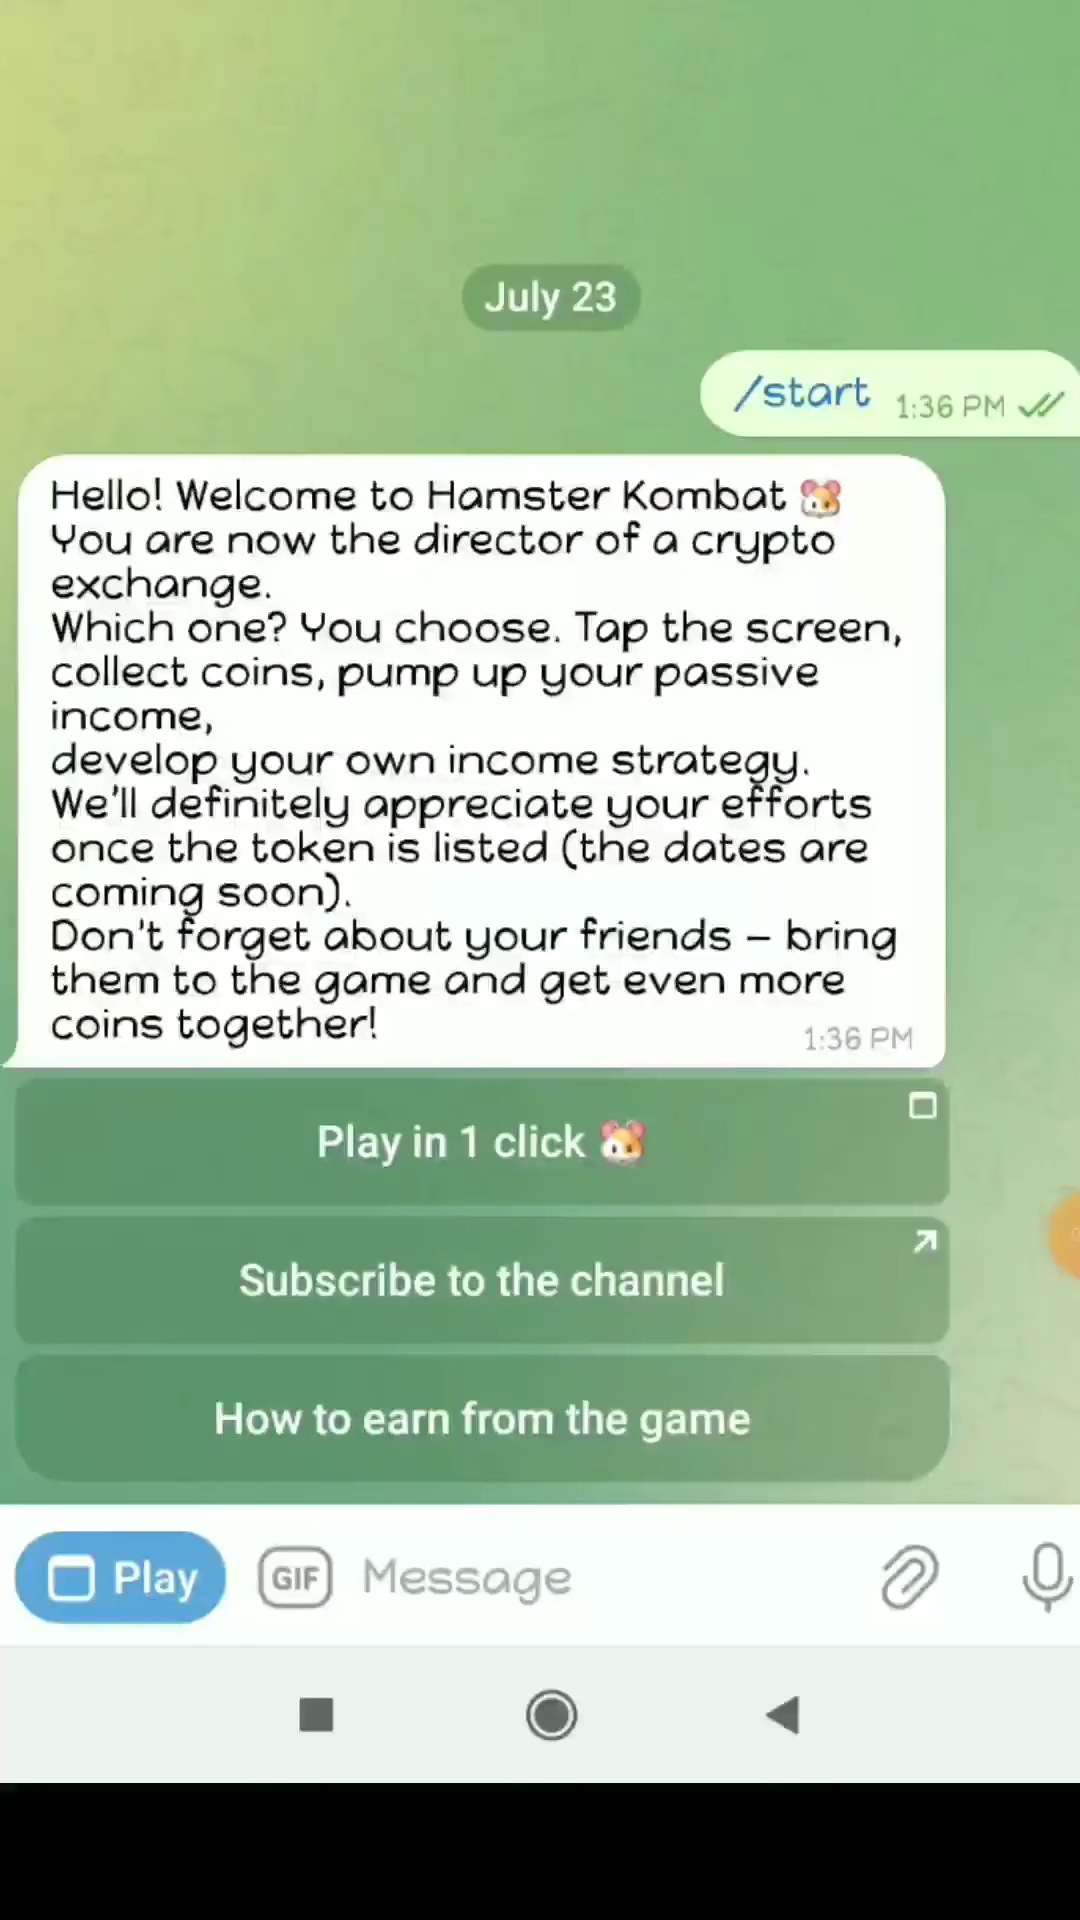 July 23
/start 1:36 PM
Hello! Welcome to Hamster Kombat 🐹
You are now the director of a crypto
exchange.
Which one? You choose. Tap the screen,
collect coins, pump up your passive
income,
develop your own income strategy.
We'll definitely appreciate your efforts
once the token is listed (the dates are
coming soon).
Don't forget about your friends – bring
them to the game and get even more
coins together!
1:36 PM
Play in 1 click 🐹
Subscribe to the channel
How to earn from the game
Play GIF Message